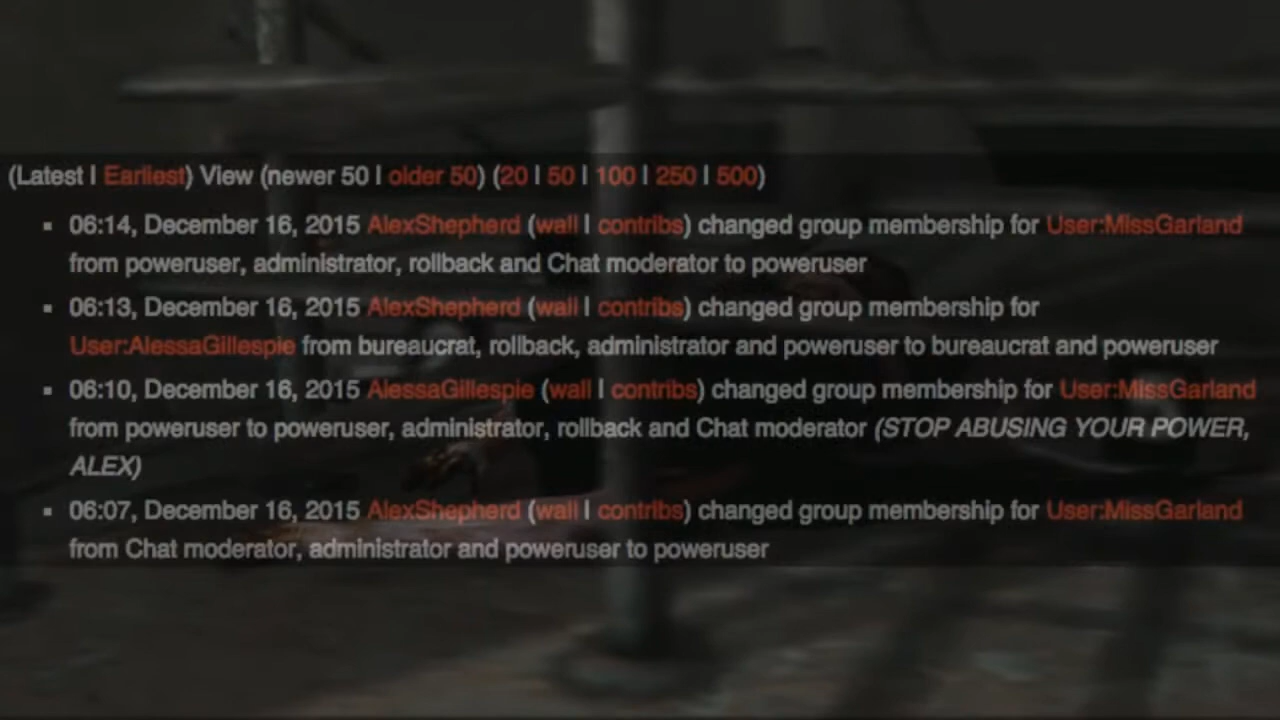 (Latest | Earliest) View (newer 50 | older 50) (20 | 50 | 100 | 250 | 500)
06:14, December 16, 2015 AlexShepherd (wall | contribs) changed group membership for User:MissGarland
from poweruser, administrator, rollback and Chat moderator to poweruser
06:13, December 16, 2015 AlexShepherd (wall | contribs) changed group membership for
User:AlessaGillespie from bureaucrat, rollback, administrator and poweruser to bureaucrat and poweruser
06:10, December 16, 2015 AlessaGillespie (wall | contribs) changed group membership for User:MissGarland
from poweruser to poweruser, administrator, rollback and Chat moderator (STOP ABUSING YOUR POWER,
ALEX)
06:07, December 16, 2015 AlexShepherd (wall | contribs) changed group membership for User:MissGarland
from Chat moderator, administrator and poweruser to poweruser